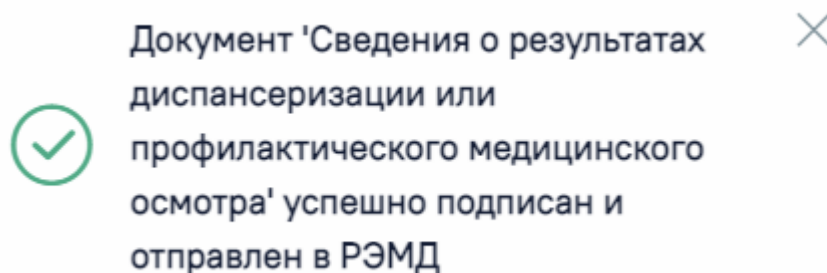 Документ 'Сведения о результатах
диспансеризации или
профилактического медицинского
осмотра' успешно подписан и
отправлен в РЭМД